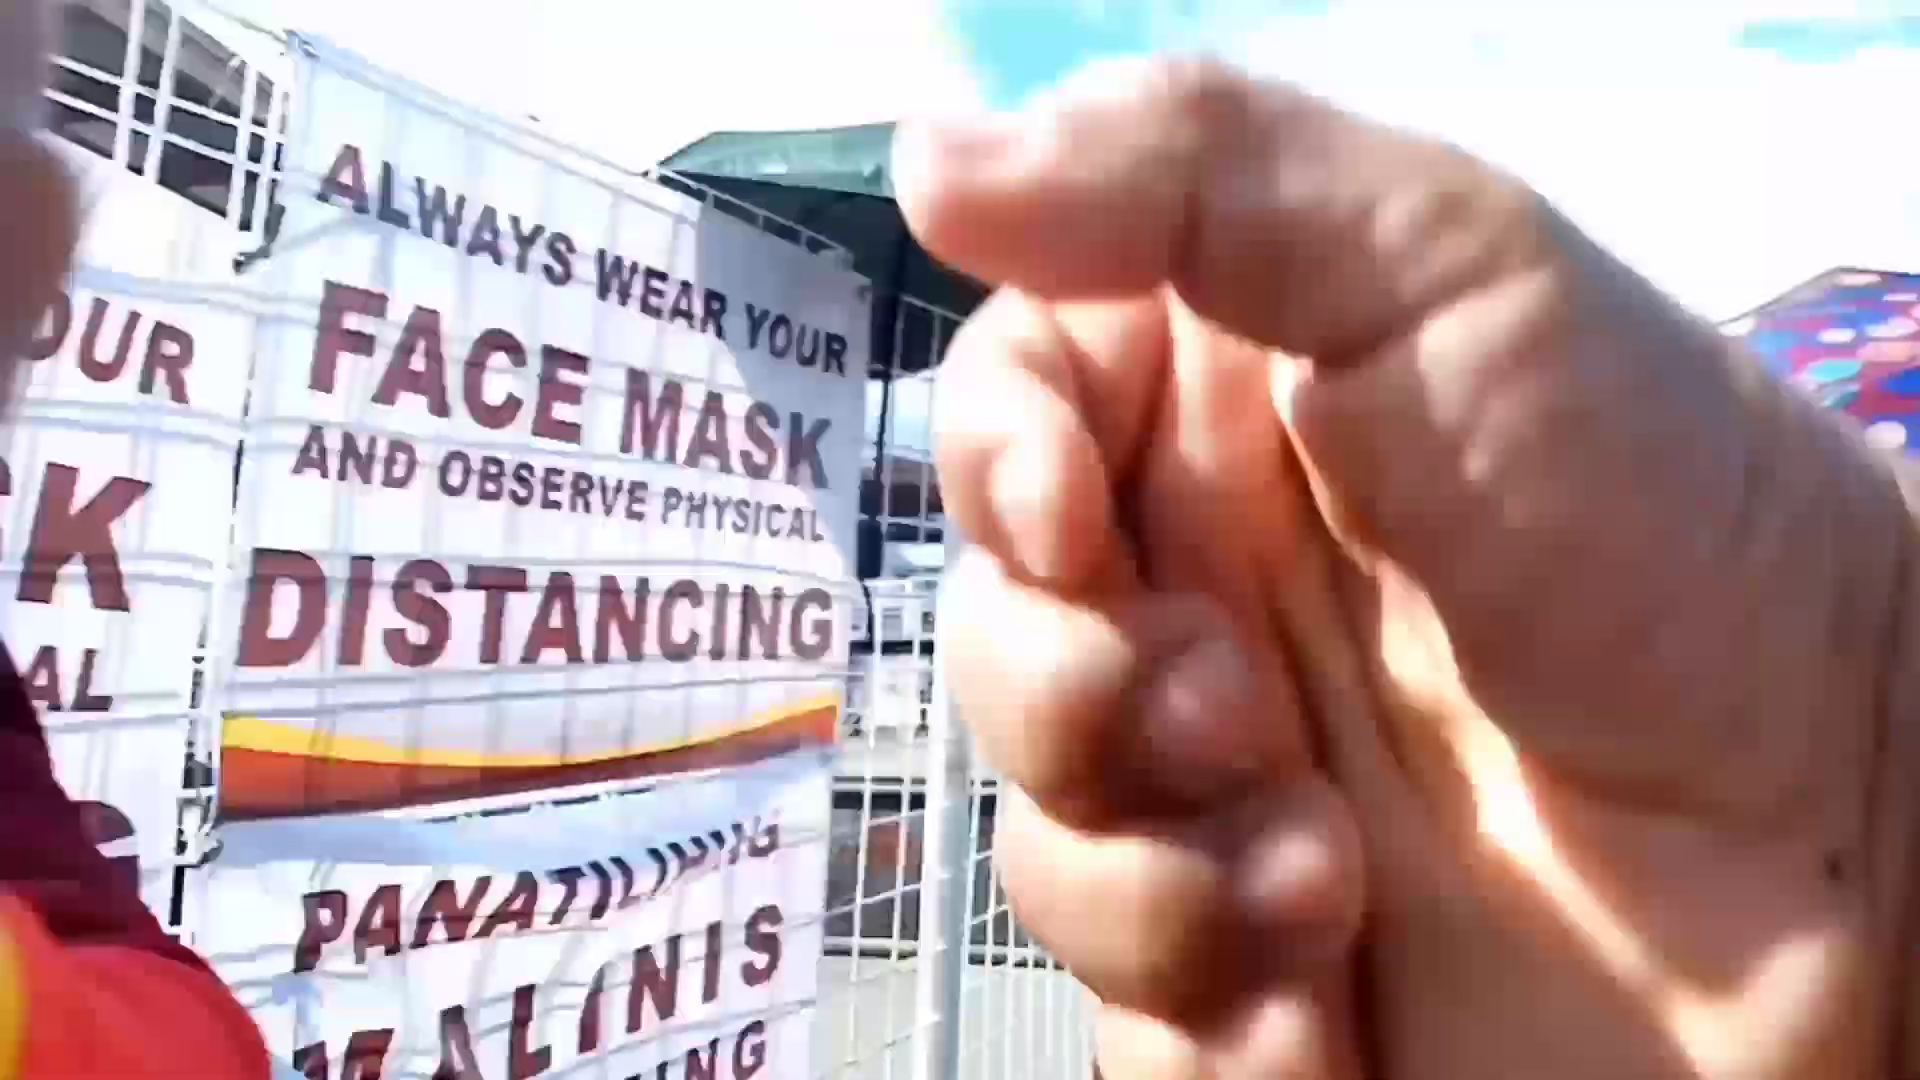 OUR
K
AL
ALWAYS WEAR YOUR
FACE MASK
AND OBSERVE PHYSICAL
DISTANCING
PANATILIHING
MALINIS